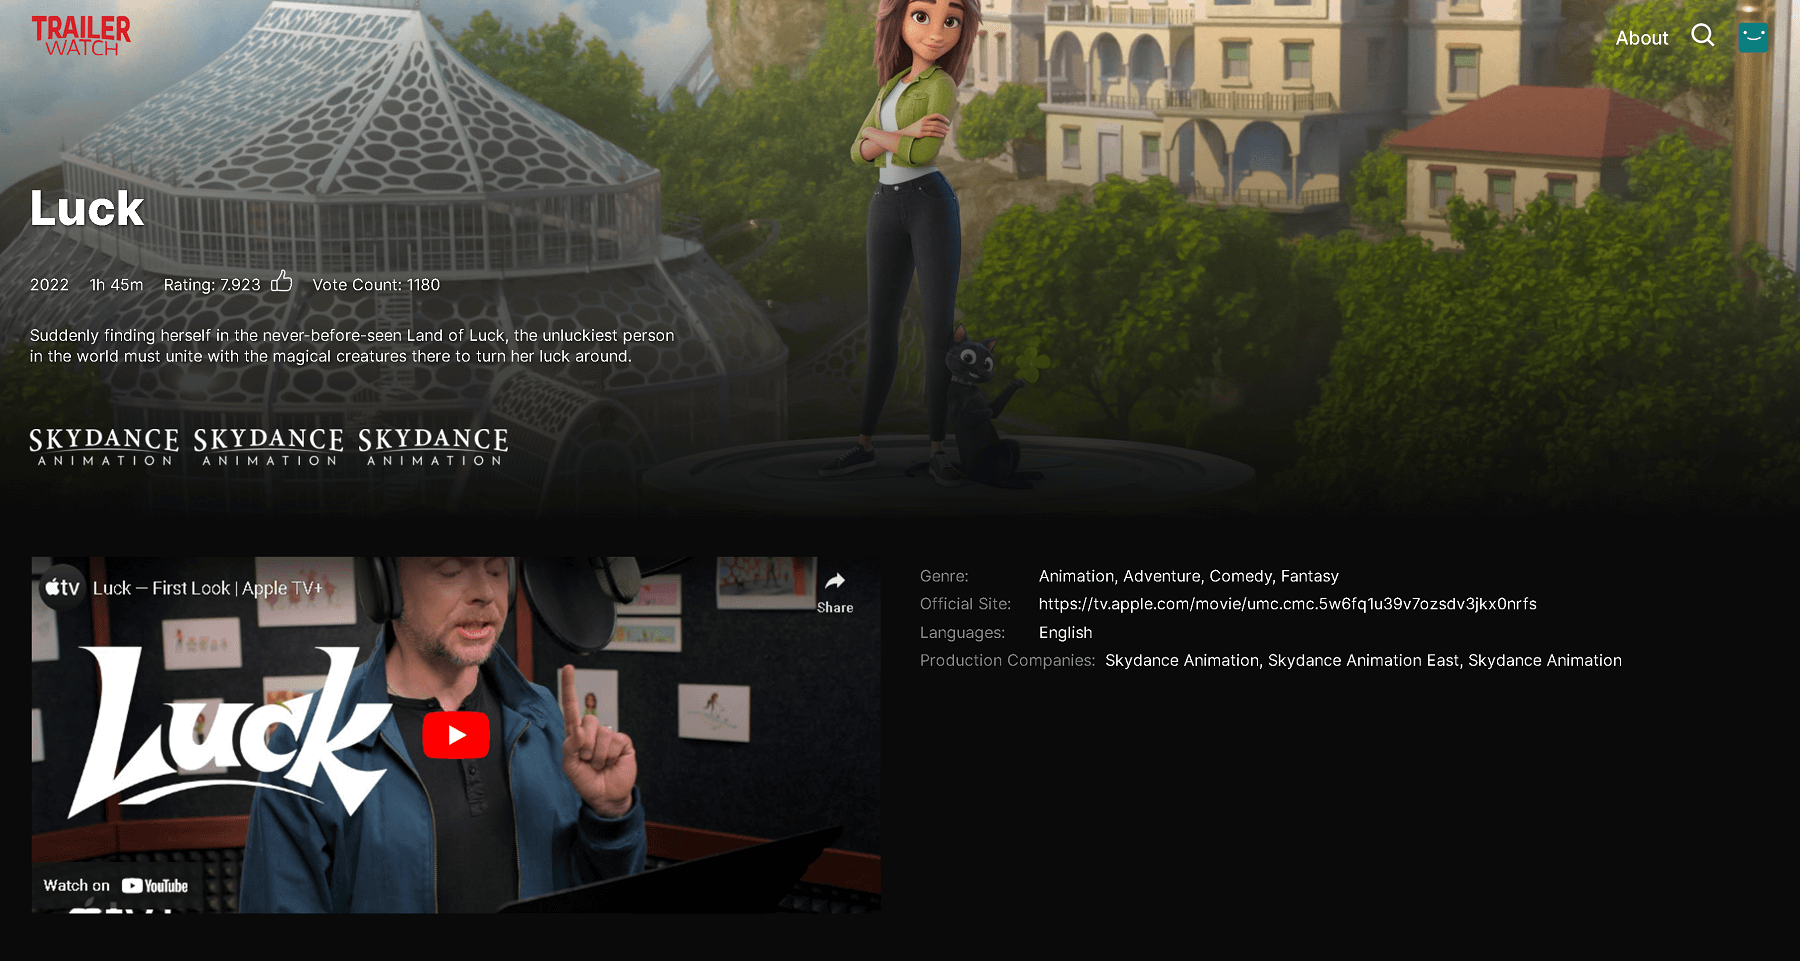 TRAILER
WATCH
About
Luck
2022 1h 45m Rating: 7.923 Vote Count: 1180
Suddenly finding herself in the never-before-seen Land of Luck, the unluckiest person
in the world must unite with the magical creatures there to turn her luck around.
SKYDANCE SKYDANCE SKYDANCE
ANIMATION ANIMATION ANIMATION
tv Luck – First Look | Apple TV+
Share
Luck
Watch on YouTube
tv+
Genre: Animation, Adventure, Comedy, Fantasy
Official Site: https://tv.apple.com/movie/umc.cmc.5w6fq1u39v7ozsdv3jkx0nrfs
Languages: English
Production Companies: Skydance Animation, Skydance Animation East, Skydance Animation